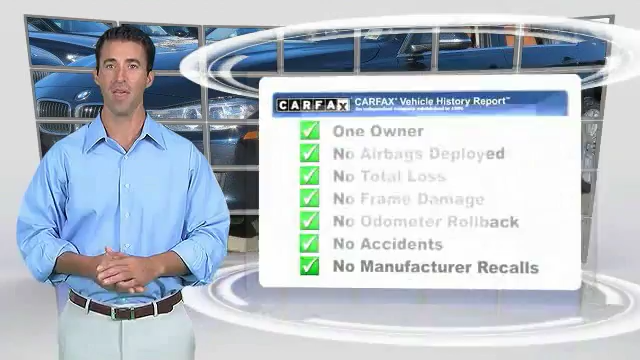 CARFAX CARFAX® Vehicle History Report™
One Owner
No Airbags Deployed
No Total Loss
No Frame Damage
No Odometer Rollback
No Accidents
No Manufacturer Recalls